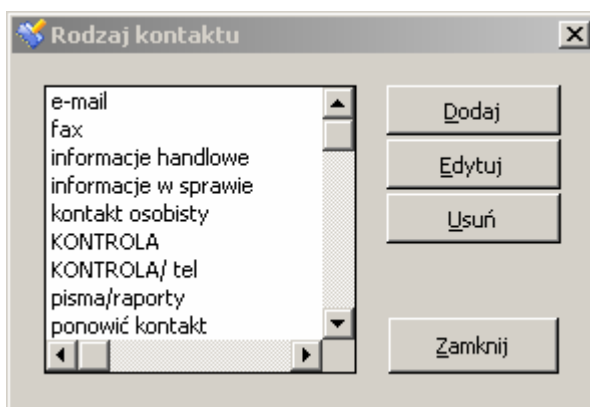 Rodzaj kontaktu
e-mail
fax
informacje handlowe
informacje w sprawie
kontakt osobisty
KONTROLA
KONTROLA/ tel
pisma/raporty
ponowić kontakt
Dodaj
Edytuj
Usuń
Zamknij